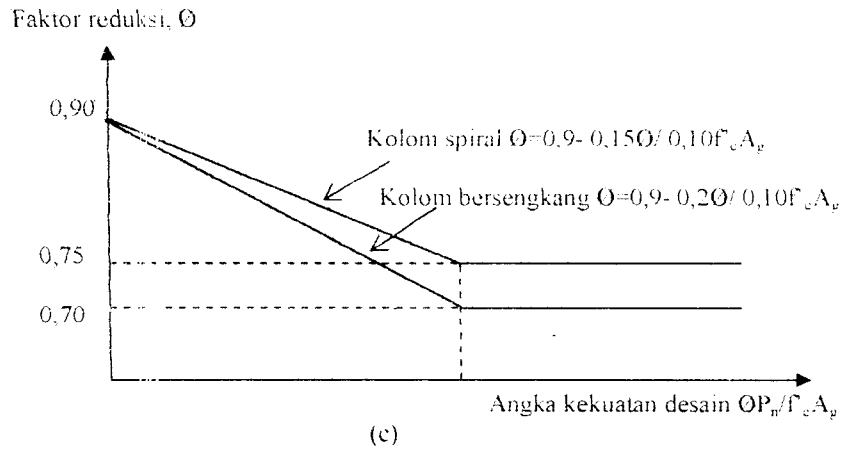 Faktor reduksi, Ø
0,90
Kolom spiral Ø=0,9- 0,15Ø/ 0,10f'cAg
Kolom bersengkang Ø=0,9- 0,2Ø/ 0,10f'cAg
0,75
0,70
Angka kekuatan desain ØPn/f'cAg
(c)